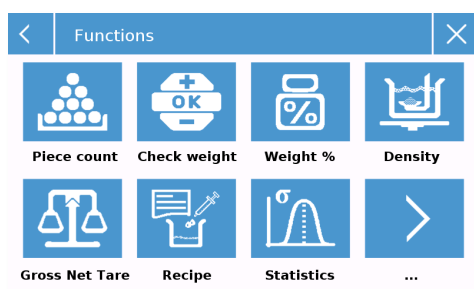 Functions
OK
%
Piece count Check weight Weight % Density
σ
Gross Net Tare Recipe Statistics ...